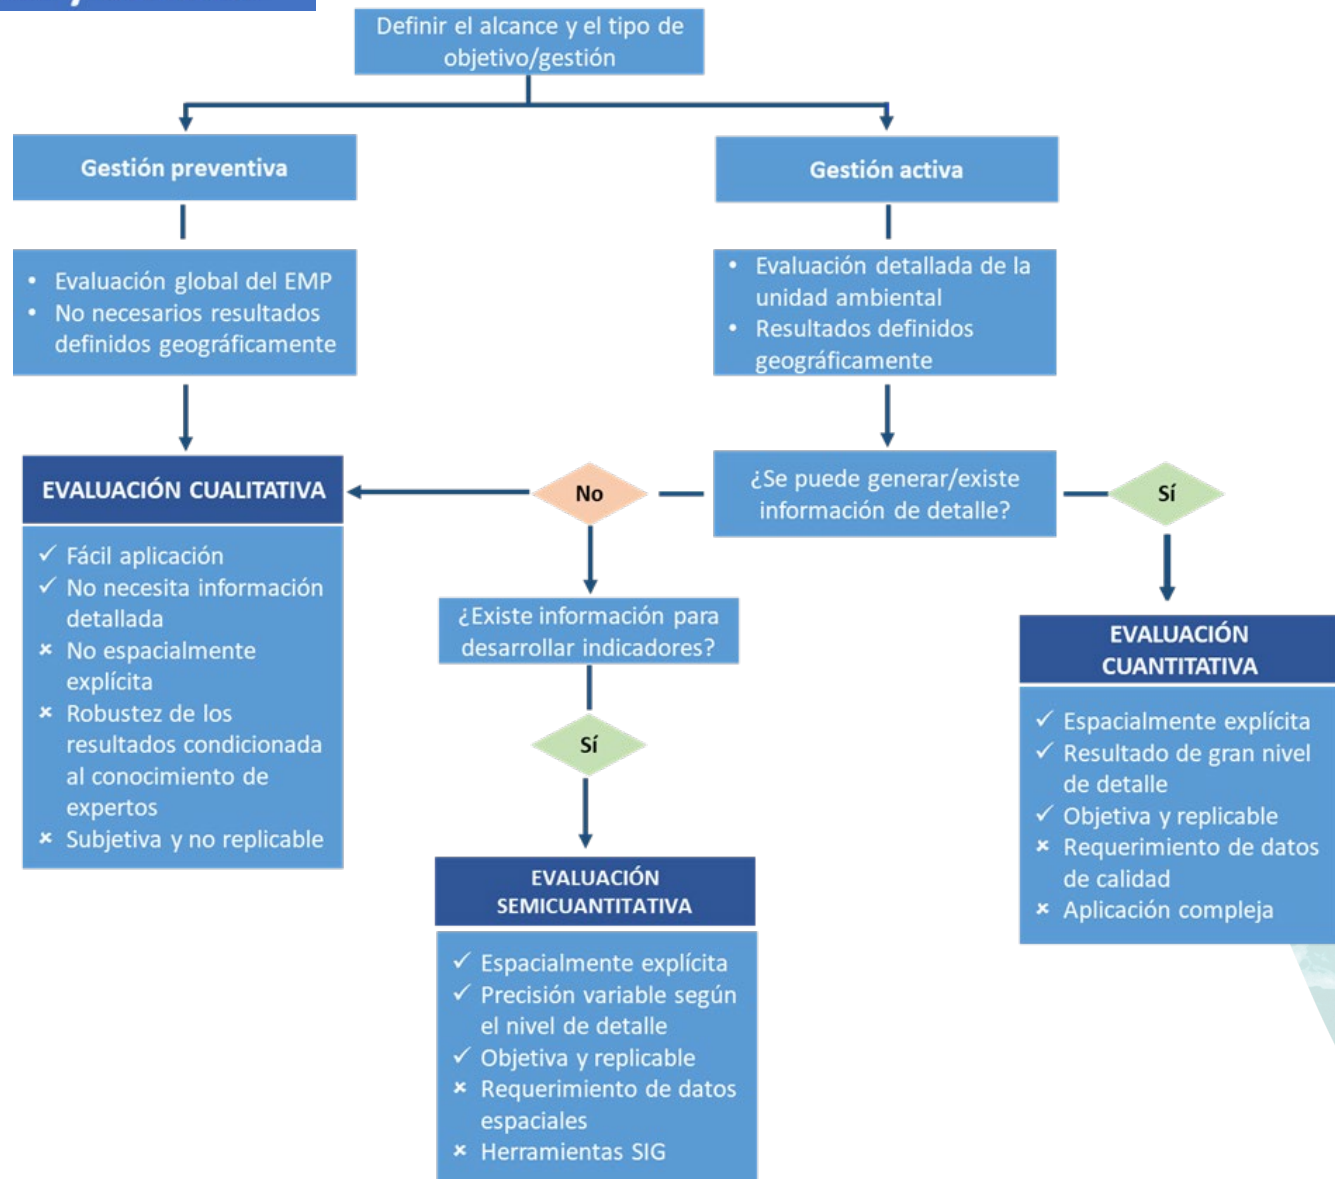 Definir el alcance y el tipo de
objetivo/gestión
Gestión preventiva
Gestión activa
• Evaluación global del EMP
• No necesarios resultados
definidos geográficamente
• Evaluación detallada de la
unidad ambiental
• Resultados definidos
geográficamente
EVALUACIÓN CUALITATIVA
✓ Fácil aplicación
✓ No necesita información
detallada
× No espacialmente
explícita
× Robustez de los
resultados condicionada
al conocimiento de
expertos
× Subjetiva y no replicable
No
¿Se puede generar/existe
información de detalle?
Sí
¿Existe información para
desarrollar indicadores?
Sí
EVALUACIÓN
SEMICUANTITATIVA
✓ Espacialmente explícita
✓ Precisión variable según
el nivel de detalle
✓ Objetiva y replicable
× Requerimiento de datos
espaciales
× Herramientas SIG
EVALUACIÓN
CUANTITATIVA
✓ Espacialmente explícita
✓ Resultado de gran nivel
de detalle
✓ Objetiva y replicable
× Requerimiento de datos
de calidad
× Aplicación compleja